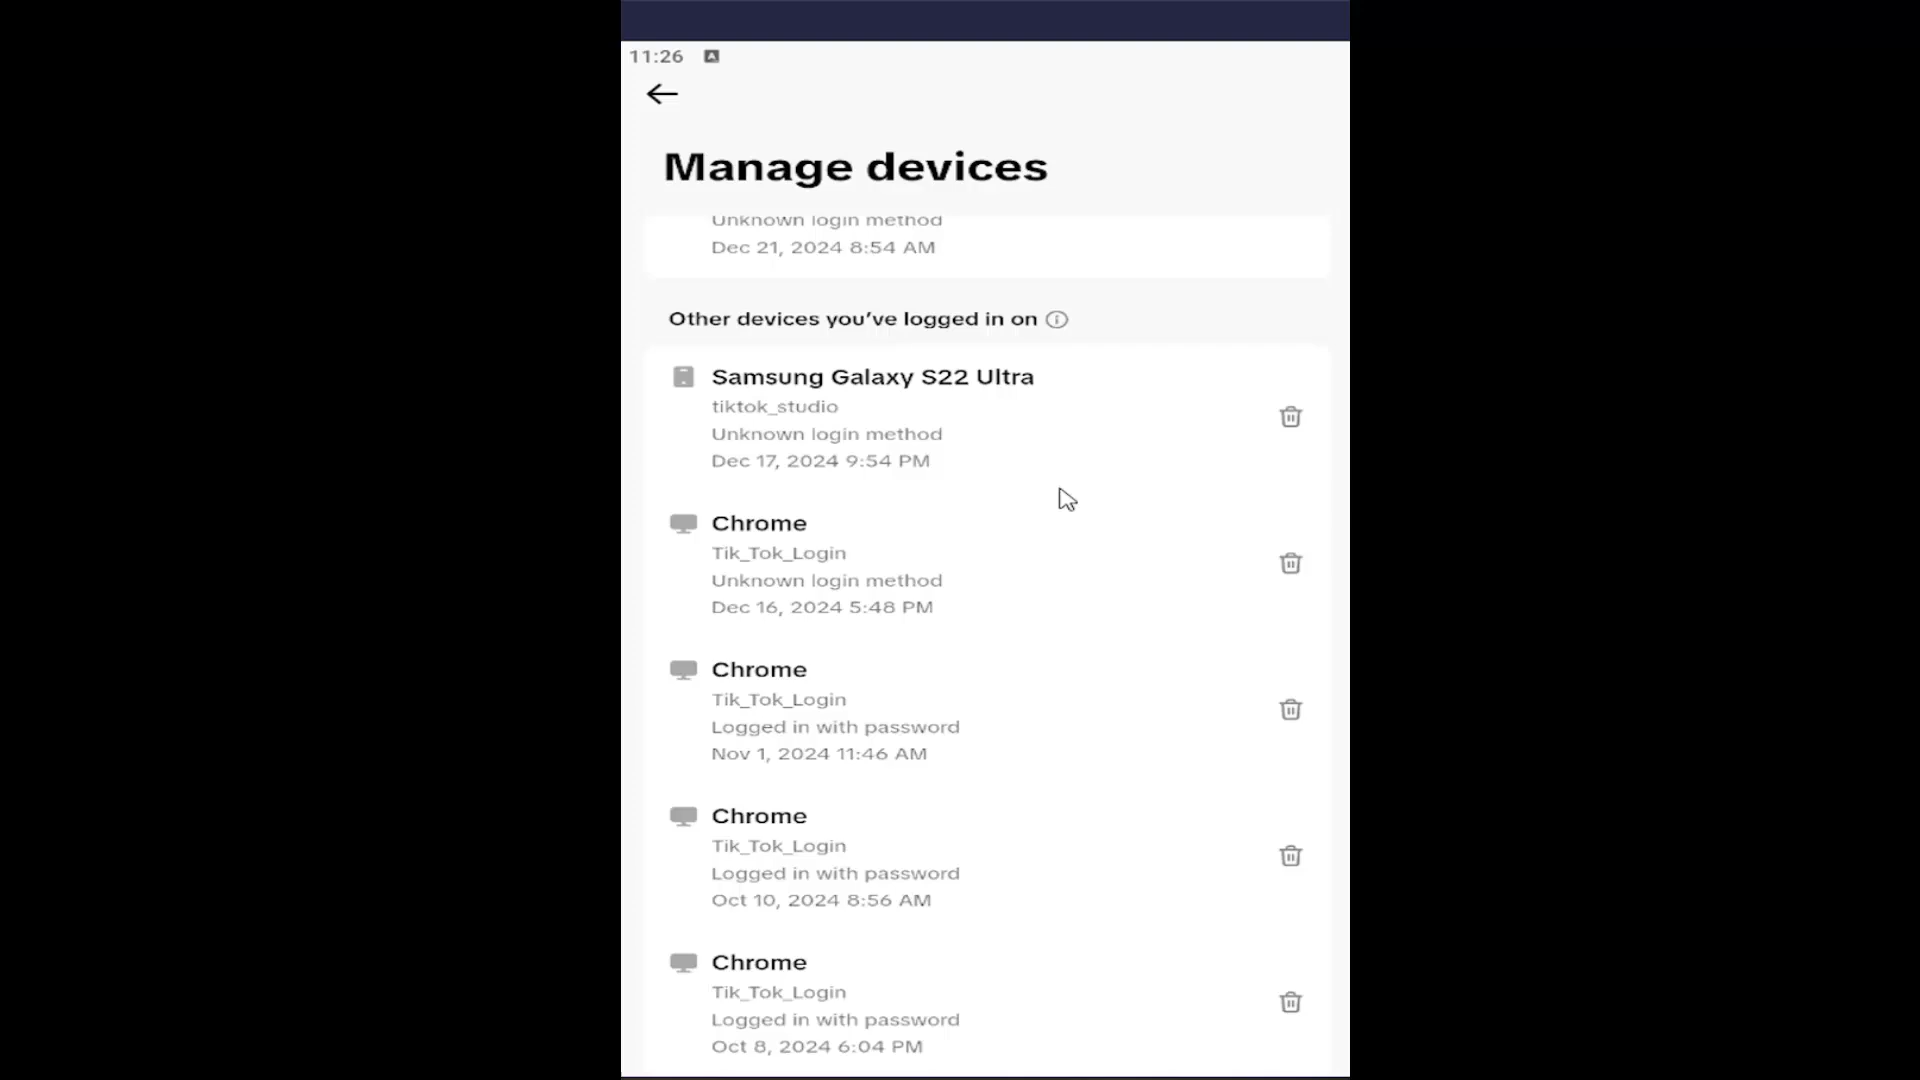 11:26
Manage devices
Unknown login method
Dec 21, 2024 8:54 AM
Other devices you've logged in on
Samsung Galaxy S22 Ultra
tiktok_studio
Unknown login method
Dec 17, 2024 9:54 PM
Chrome
Tik_Tok_Login
Unknown login method
Dec 16, 2024 5:48 PM
Chrome
Tik_Tok_Login
Logged in with password
Nov 1, 2024 11:46 AM
Chrome
Tik_Tok_Login
Logged in with password
Oct 10, 2024 8:56 AM
Chrome
Tik_Tok_Login
Logged in with password
Oct 8, 2024 6:04 PM